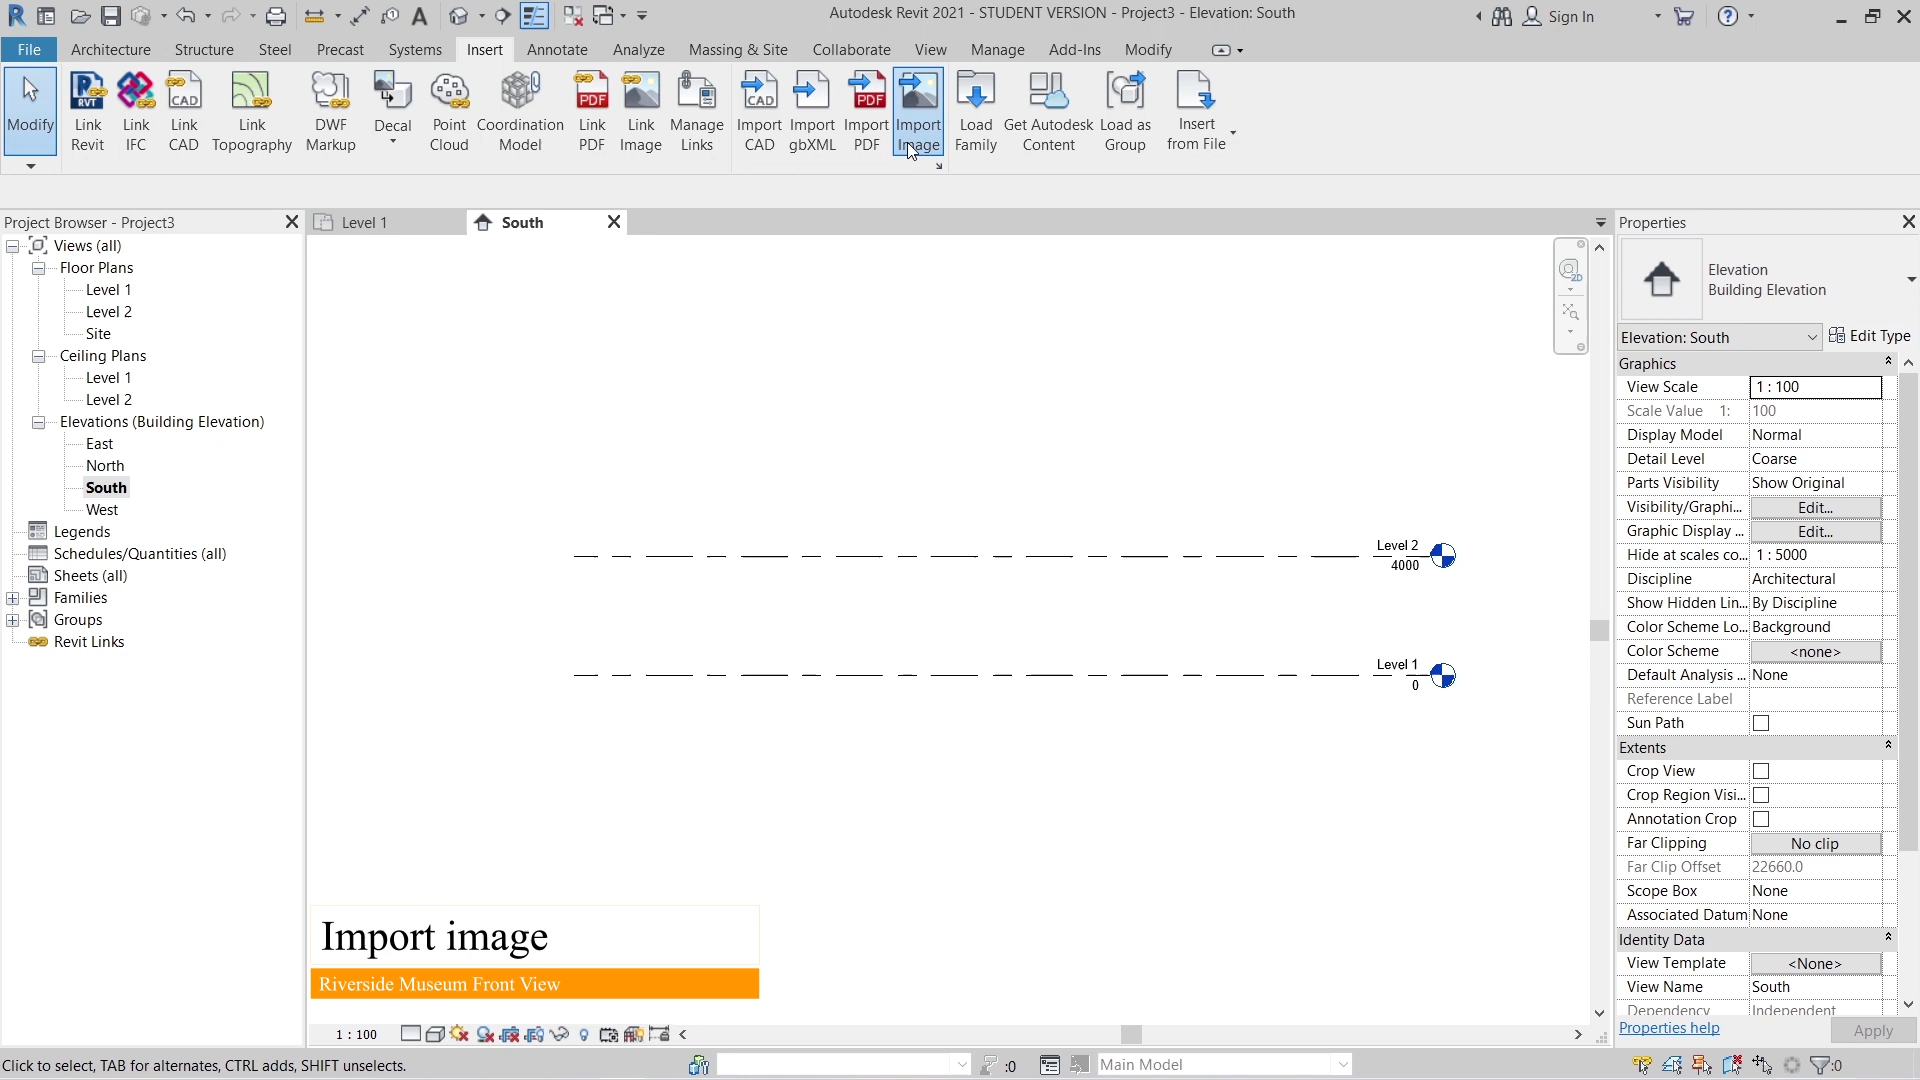 Autodesk Revit 2021 - STUDENT VERSION - Project3 - Elevation: South
Sign In
File Architecture Structure Steel Precast Systems Insert Annotate Analyze Massing & Site Collaborate View Manage Add-Ins Modify
Modify
Link Revit
Link IFC
Link CAD
Link Topography
DWF Markup
Decal
Point Cloud
Coordination Model
Link PDF
Link Image
Manage Links
Import CAD
Import gbXML
Import PDF
Import Image
Load Family
Get Autodesk Content
Load as Group
Insert from File
Project Browser - Project3
Views (all)
Floor Plans
Level 1
Level 2
Site
Ceiling Plans
Level 1
Level 2
Elevations (Building Elevation)
East
North
South
West
Legends
Schedules/Quantities (all)
Sheets (all)
Families
Groups
Revit Links
Level 1
South
Level 2
4000
Level 1
0
Import image
Riverside Museum Front View
1 : 100
Properties
Elevation
Building Elevation
Elevation: South
Edit Type
Graphics
View Scale 1 : 100
Scale Value 1: 100
Display Model Normal
Detail Level Coarse
Parts Visibility Show Original
Visibility/Graphi... Edit...
Graphic Display ... Edit...
Hide at scales co... 1 : 5000
Discipline Architectural
Show Hidden Lin... By Discipline
Color Scheme Lo... Background
Color Scheme <none>
Default Analysis ... None
Reference Label
Sun Path
Extents
Crop View
Crop Region Visi...
Annotation Crop
Far Clipping No clip
Far Clip Offset 22660.0
Scope Box None
Associated Datum None
Identity Data
View Template <None>
View Name South
Dependency Independent
Properties help
Apply
Click to select, TAB for alternates, CTRL adds, SHIFT unselects.
:0
Main Model
:0